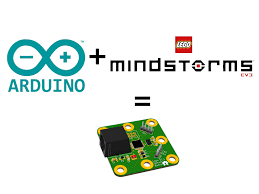 LEGO
ARDUINO + mindstorms
EV3
=